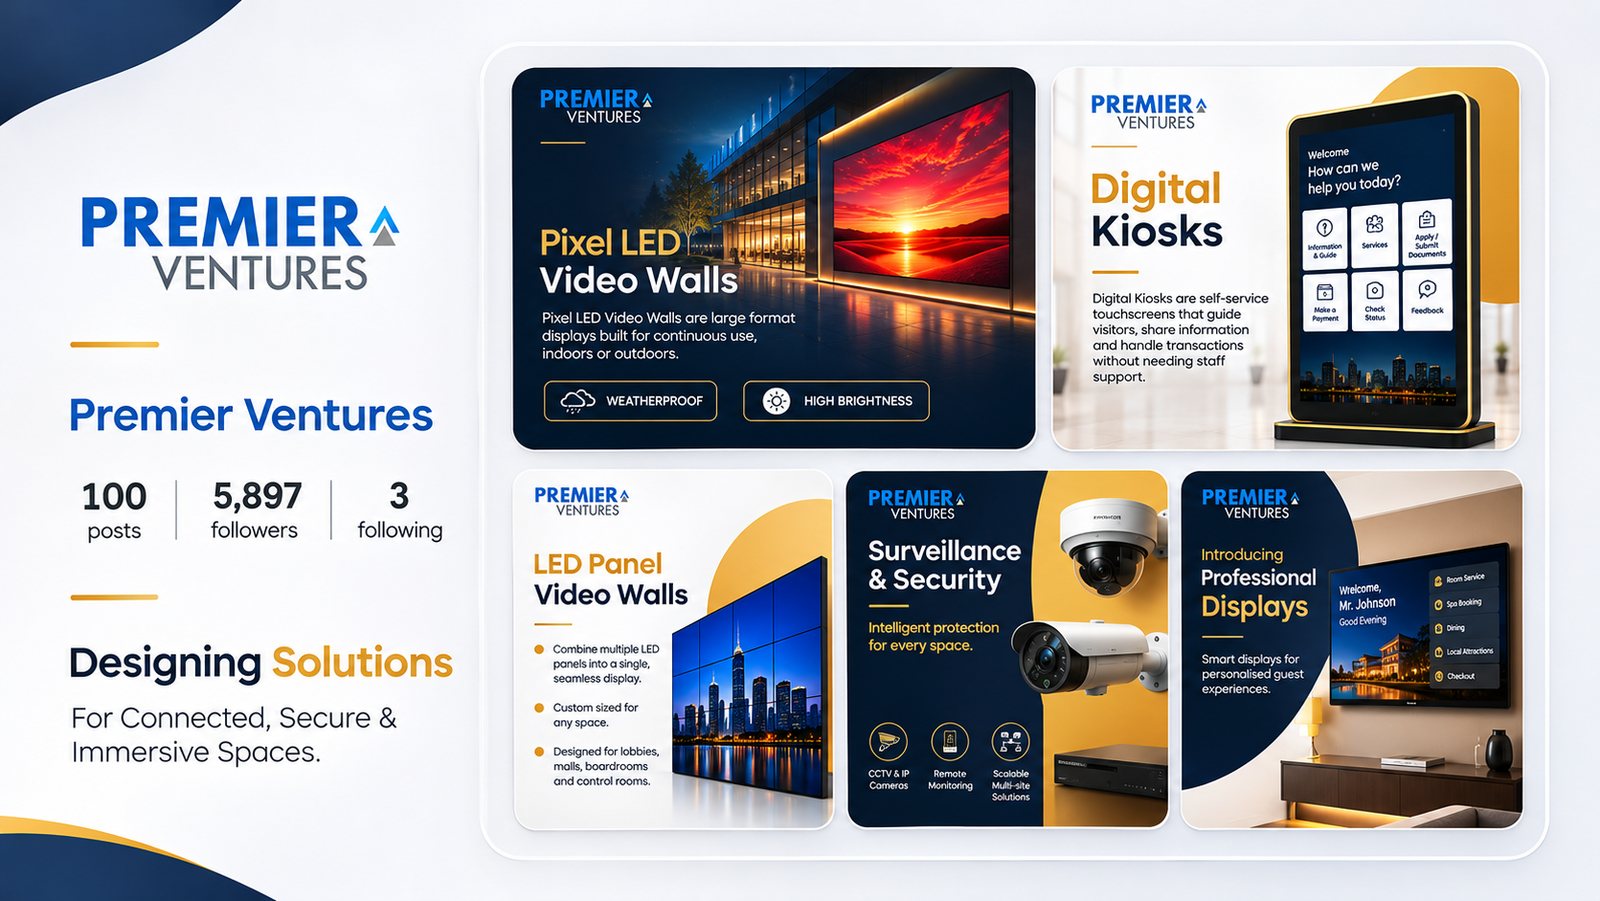 PREMIER
VENTURES
Premier Ventures
100
posts
5,897
followers
3
following
Designing Solutions
For Connected, Secure &
Immersive Spaces.
PREMIER
VENTURES
Pixel LED
Video Walls
Pixel LED Video Walls are large format
displays built for continuous use,
indoors or outdoors.
WEATHERPROOF
HIGH BRIGHTNESS
PREMIER
VENTURES
Digital
Kiosks
Digital Kiosks are self-service
touchscreens that guide
visitors, share information
and handle transactions
without needing staff
support.
Welcome
How can we
help you today?
Information
& Guide
Services
Apply /
Submit
Documents
Make a
Payment
Check
Status
Feedback
PREMIER
VENTURES
LED Panel
Video Walls
Combine multiple LED
panels into a single,
seamless display.
Custom sized for
any space.
Designed for lobbies,
malls, boardrooms
and control rooms.
PREMIER
VENTURES
Surveillance
& Security
Intelligent protection
for every space.
CCTV & IP
Cameras
Remote
Monitoring
Scalable
Multi-site
Solutions
PREMIER
VENTURES
Introducing
Professional
Displays
Smart displays for
personalised guest
experiences.
Wrelcome,
Mr. Johnson
Good Evening
Room Service
Spa Booking
Dining
Local Attractions
Checkout